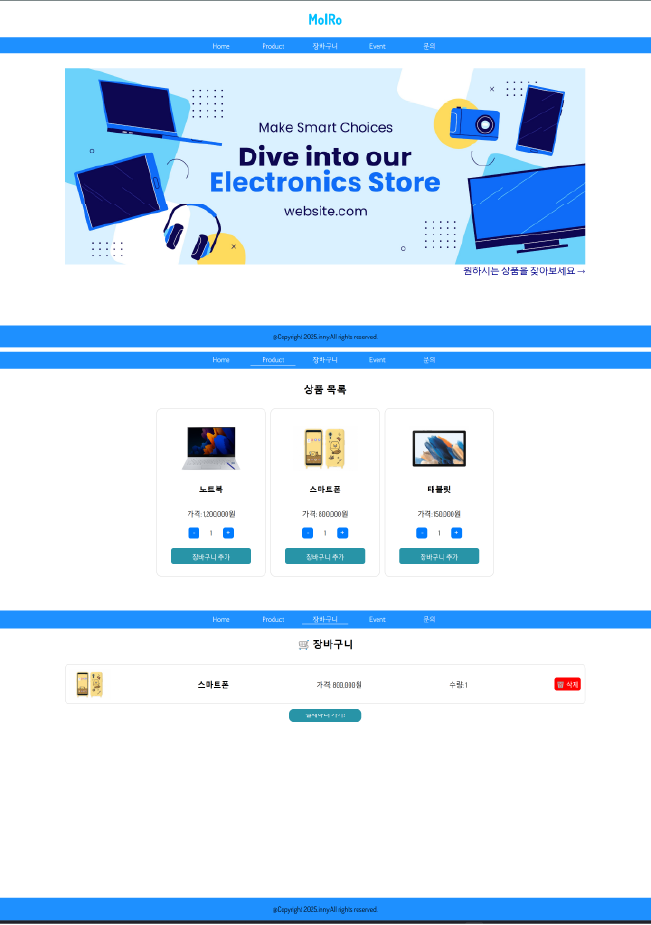 MolRo
Home Product 장바구니 Event 문의
Make Smart Choices
Dive into our
Electronics Store
website.com
원하시는 상품을 찾아보세요 →
@Copyright 2025.inny.All rights reserved.
Home Product 장바구니 Event 문의
상품 목록
노트북 스마트폰 태블릿
가격: 1,200,000원 가격: 800,000원 가격: 150,000원
- 1 + - 1 + - 1 +
장바구니 추가 장바구니 추가 장바구니 추가
Home Product 장바구니 Event 문의
🛒 장바구니
스마트폰 가격: 800,000원 수량: 1 🗑 삭제
@Copyright 2025.inny.All rights reserved.